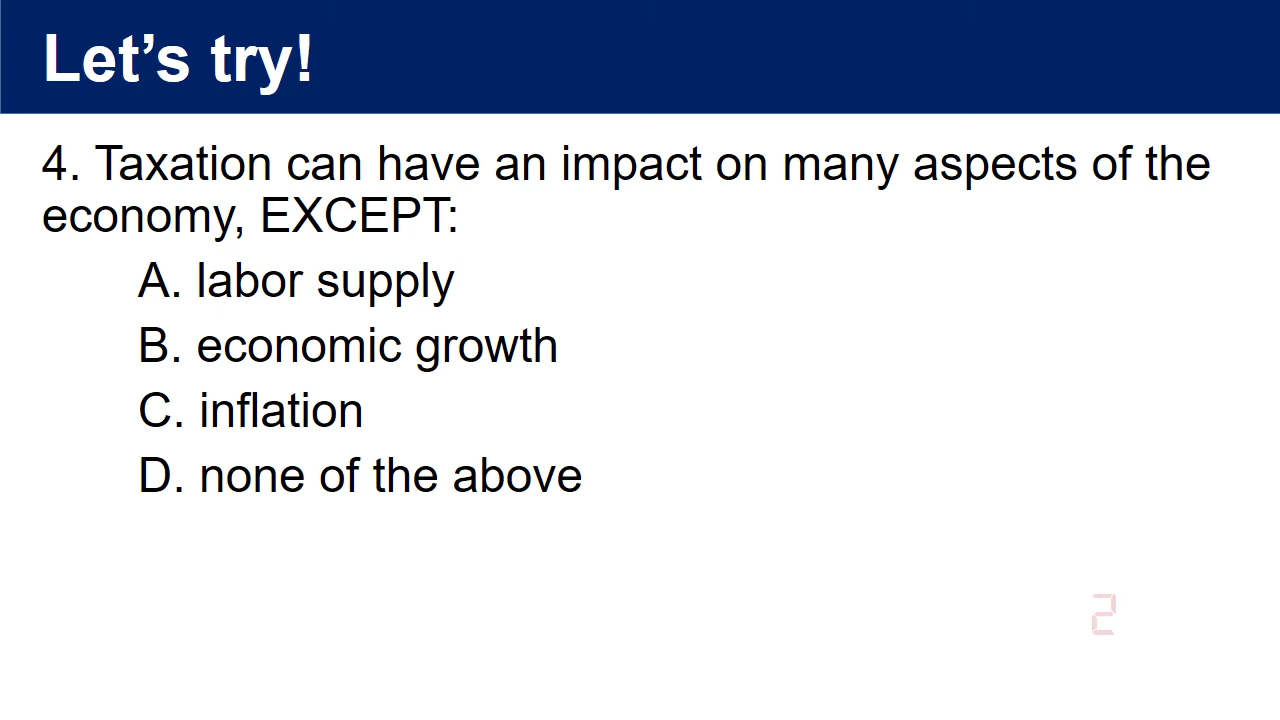 Let’s try!
4. Taxation can have an impact on many aspects of the
economy, EXCEPT:
A. labor supply
B. economic growth
C. inflation
D. none of the above
2